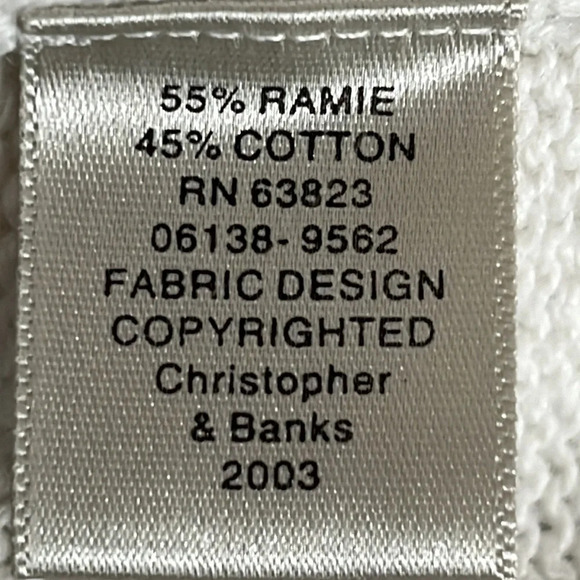 55% RAMIE
45% COTTON
RN 63823
06138-9562
FABRIC DESIGN
COPYRIGHTED
Christopher
& Banks
2003